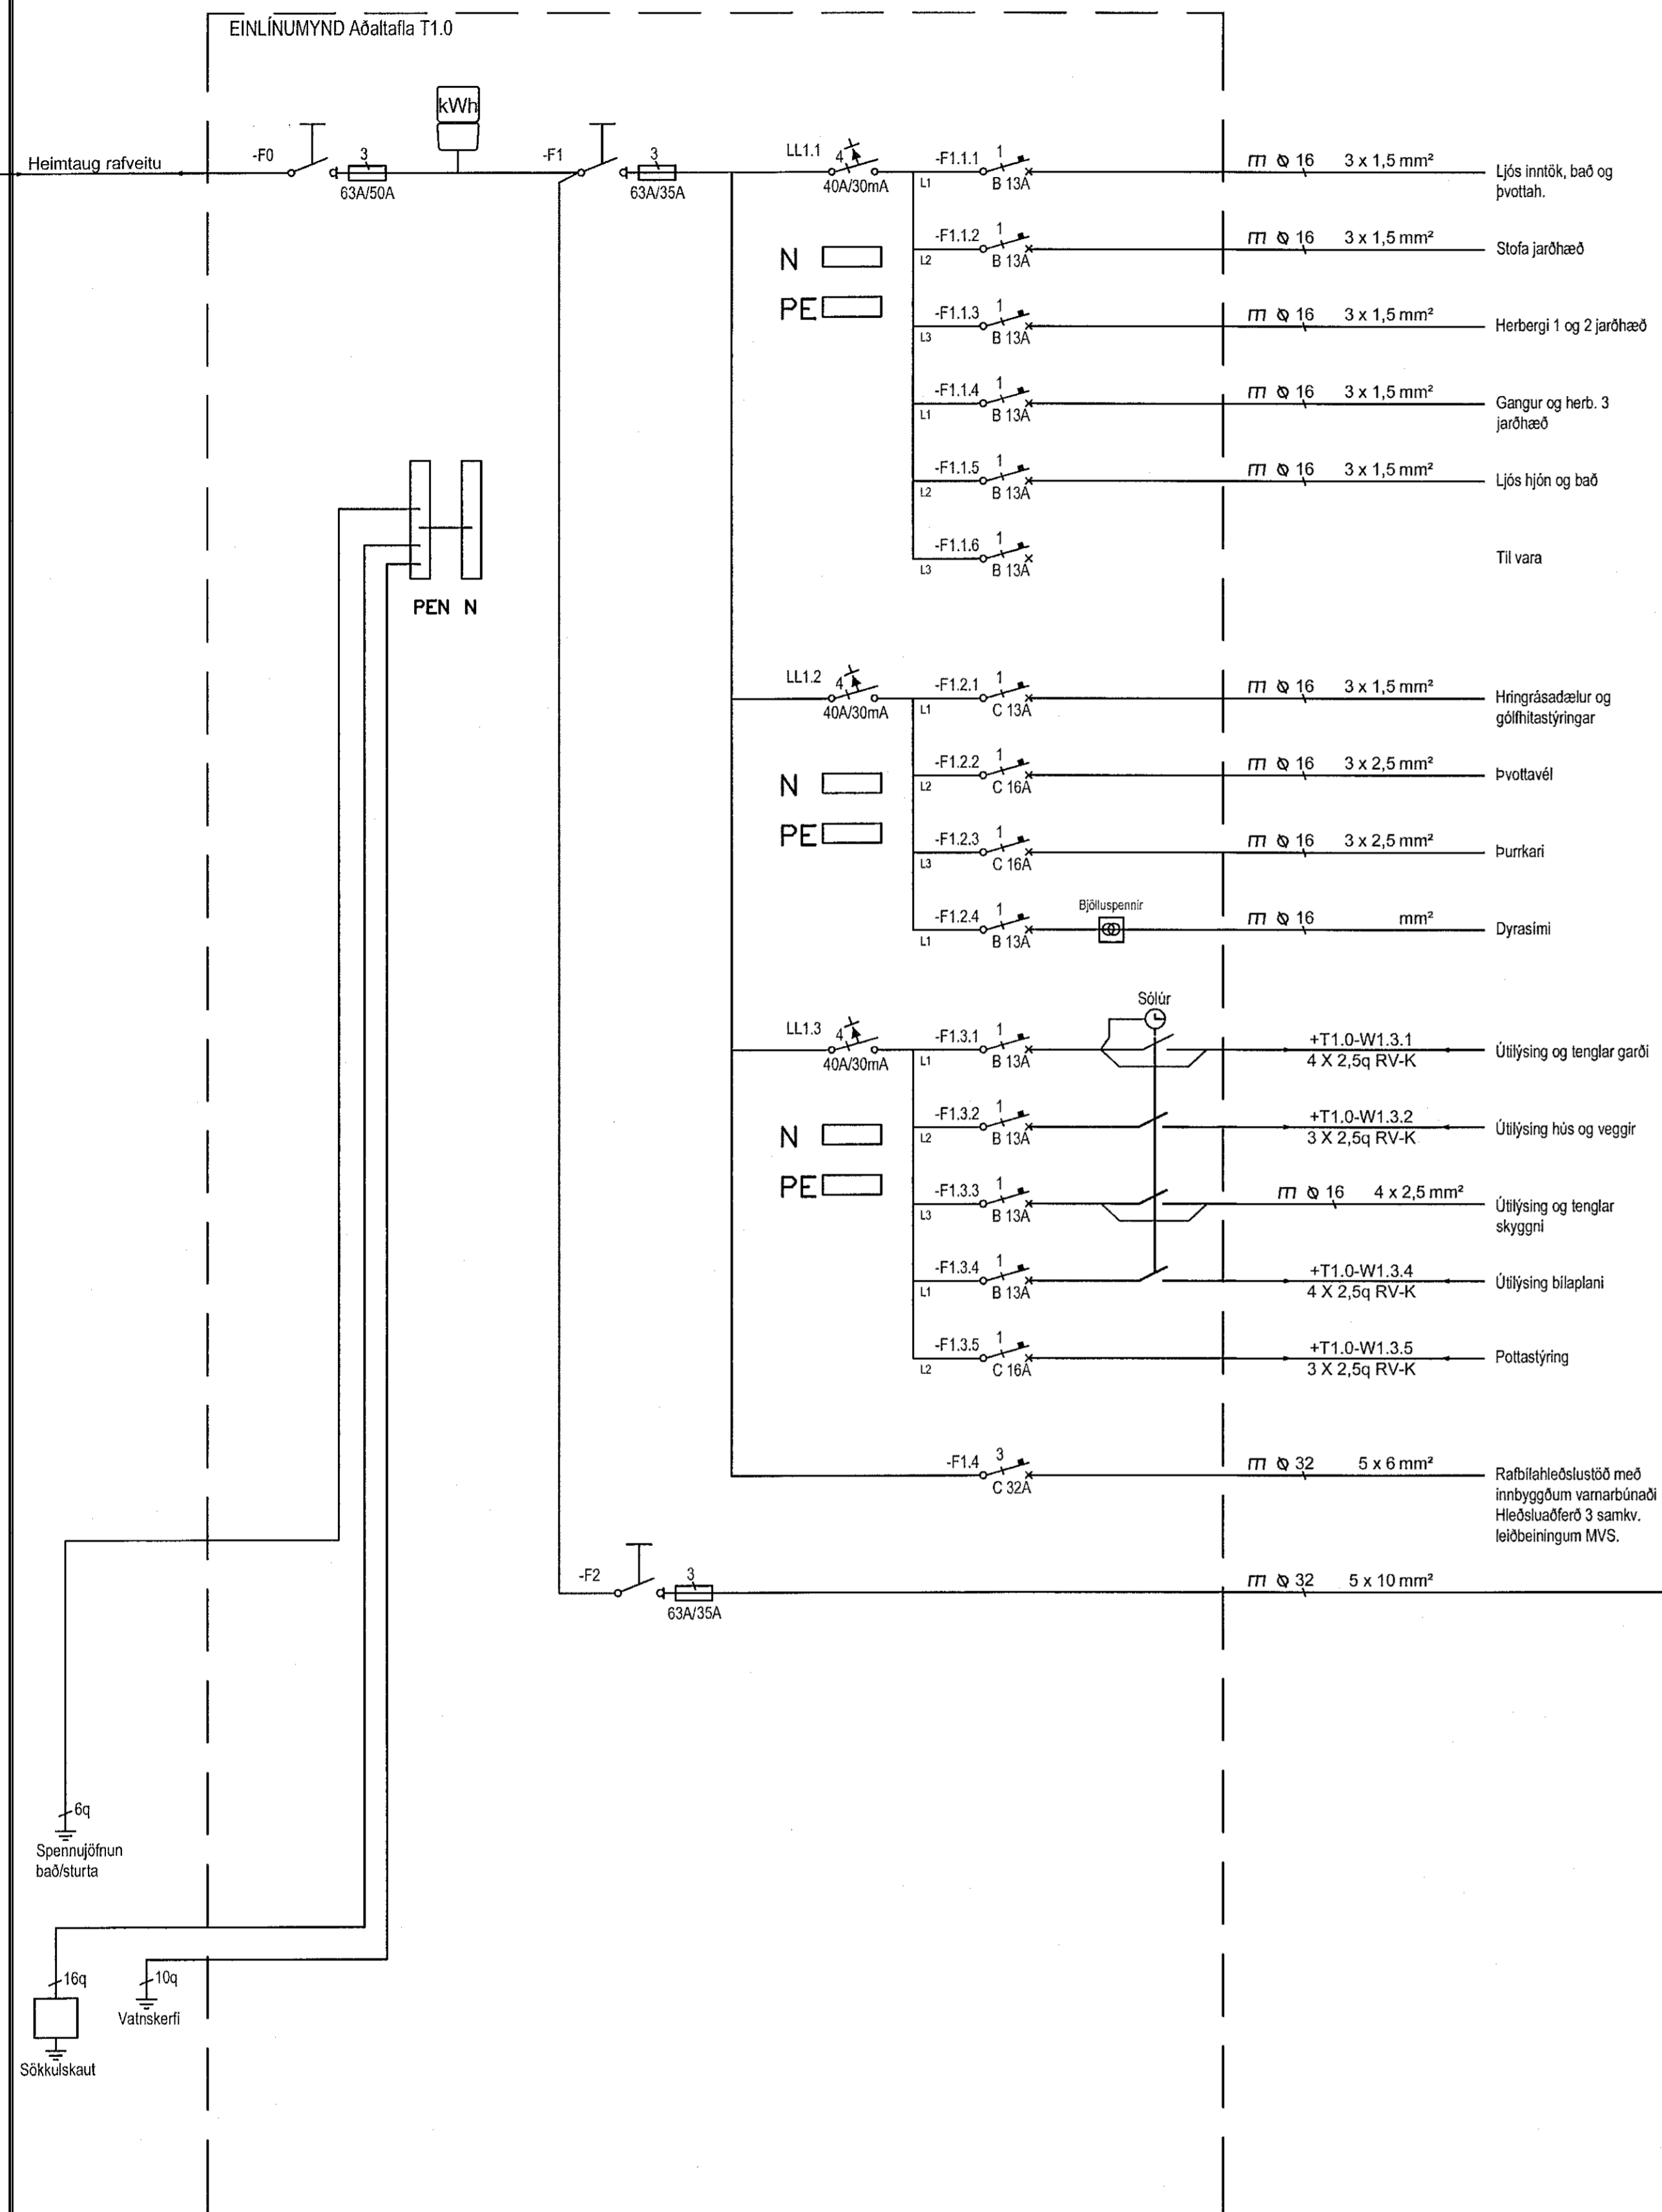 EINLÍNUMYND Aðaltafla T1.0
kWh
Heimtaug rafveitu
-F0
3
63A/50A
-F1
3
63A/35A
LL1.1
4
40A/30mA
-F1.1.1
1
L1
B 13A
16
3 x 1,5 mm²
Ljós inntök, bað og
þvottah.
N
PE
-F1.1.2
1
L2
B 13A
16
3 x 1,5 mm²
Stofa jarðhæð
-F1.1.3
1
L3
B 13A
16
3 x 1,5 mm²
Herbergi 1 og 2 jarðhæð
-F1.1.4
1
L1
B 13A
16
3 x 1,5 mm²
Gangur og herb. 3
jarðhæð
-F1.1.5
1
L2
B 13A
16
3 x 1,5 mm²
Ljós hjón og bað
-F1.1.6
1
L3
B 13A
Til vara
PEN N
LL1.2
4
40A/30mA
-F1.2.1
1
L1
C 13A
16
3 x 1,5 mm²
Hringrásadælur og
gólfhitastýringar
N
PE
-F1.2.2
1
L2
C 16A
16
3 x 2,5 mm²
Þvottavél
-F1.2.3
1
L3
C 16A
16
3 x 2,5 mm²
Þurrkari
-F1.2.4
1
L1
B 13A
Bjölluspennir
16
mm²
Dyrasími
Sólúr
LL1.3
4
40A/30mA
-F1.3.1
1
L1
B 13A
+T1.0-W1.3.1
4 X 2,5q RV-K
Útilýsing og tenglar garði
N
PE
-F1.3.2
1
L2
B 13A
+T1.0-W1.3.2
3 X 2,5q RV-K
Útilýsing hús og veggir
-F1.3.3
1
L3
B 13A
16
4 x 2,5 mm²
Útilýsing og tenglar
skyggni
-F1.3.4
1
L1
B 13A
+T1.0-W1.3.4
4 X 2,5q RV-K
Útilýsing bílaplani
-F1.3.5
1
L2
C 16A
+T1.0-W1.3.5
3 X 2,5q RV-K
Pottastýring
-F1.4
3
C 32A
32
5 x 6 mm²
Rafbílahleðslustöð með
innbyggðum varnarbúnaði
Hleðsluaðferð 3 samkv.
leiðbeiningum MVS.
-F2
3
63A/35A
32
5 x 10 mm²
6q
Spennujöfnun
bað/sturta
16q
Sökkulskaut
10q
Vatnskerfi